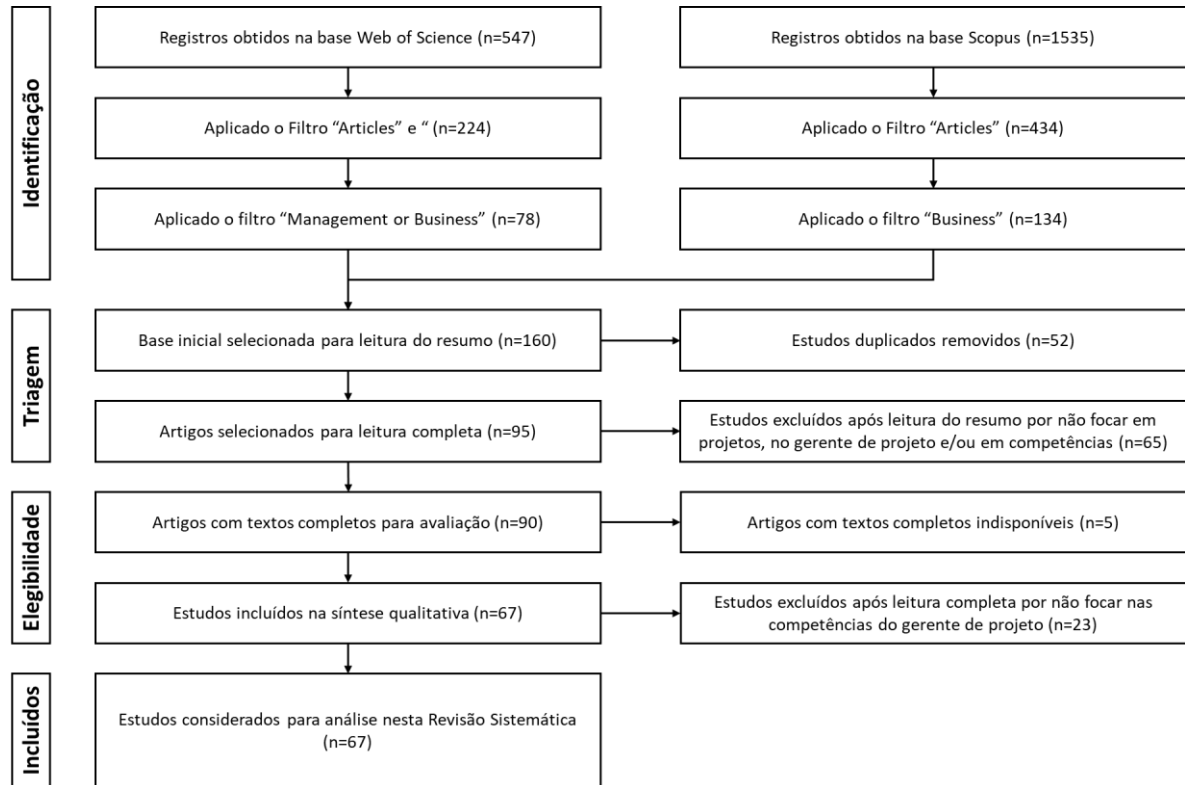 Identificação
Registros obtidos na base Web of Science (n=547)
Registros obtidos na base Scopus (n=1535)
Aplicado o Filtro “Articles” e “ (n=224)
Aplicado o Filtro “Articles” (n=434)
Aplicado o filtro “Management or Business” (n=78)
Aplicado o filtro “Business” (n=134)
Triagem
Base inicial selecionada para leitura do resumo (n=160)
Estudos duplicados removidos (n=52)
Artigos selecionados para leitura completa (n=95)
Estudos excluídos após leitura do resumo por não focar em
projetos, no gerente de projeto e/ou em competências (n=65)
Elegibilidade
Artigos com textos completos para avaliação (n=90)
Artigos com textos completos indisponíveis (n=5)
Estudos incluídos na síntese qualitativa (n=67)
Estudos excluídos após leitura completa por não focar nas
competências do gerente de projeto (n=23)
Incluídos
Estudos considerados para análise nesta Revisão Sistemática
(n=67)